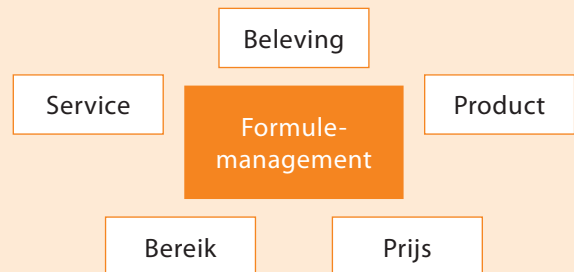 Beleving
Service
Product
Formule-
management
Bereik
Prijs